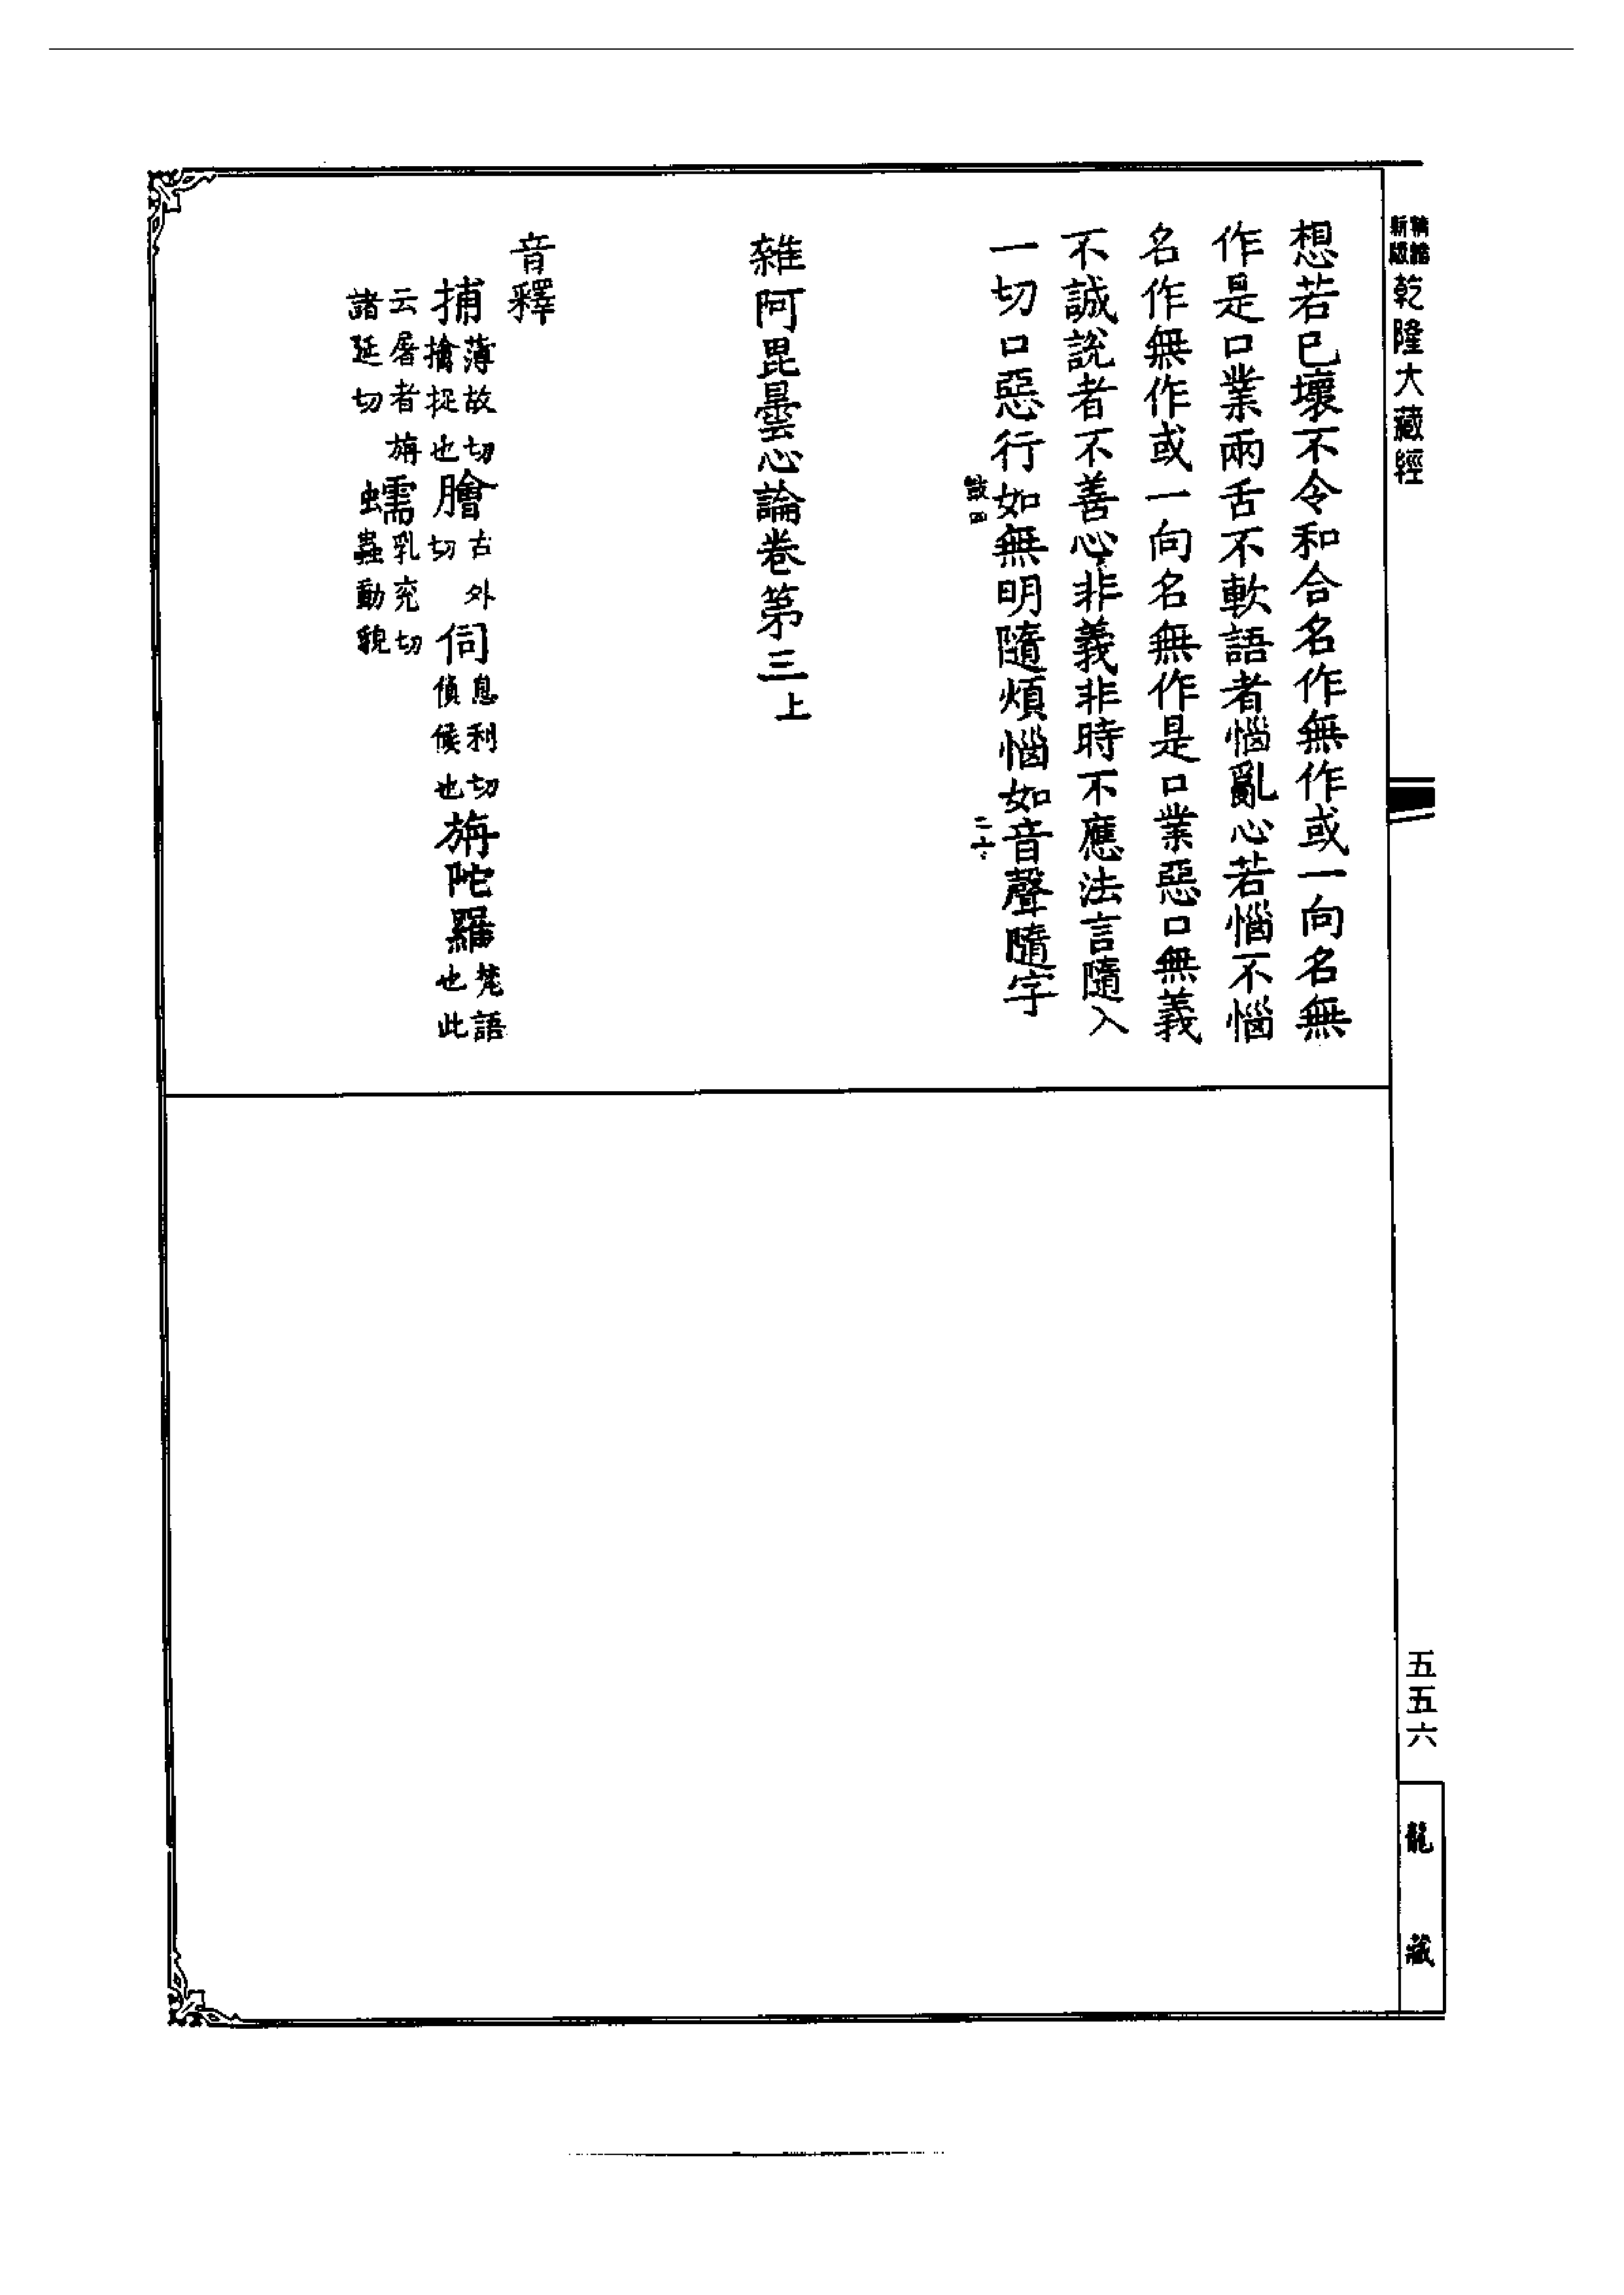 新版
精縮
乾隆大藏經
想若已壞不令和合名作無作或一向名無
作是口業兩舌不軟語者惱亂心若惱不惱
名作無作或一向名無作是口業惡口無義
不誠說者不善心非義非時不應法言隨入
一切口惡行如無明隨煩惱如音聲隨字
二十
雜阿毘曇心論卷第三上
音釋
捕薄故切擒捉也膾古外切伺息利切偵候也旃陀羅梵語也此
云屠者旃諸延切蠕乳兗切蟲動貌
五五六
龍藏